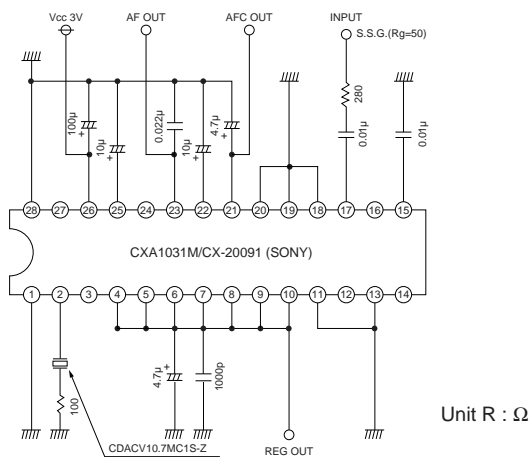 Vcc 3V
AF OUT
AFC OUT
INPUT
S.S.G.(Rg=50)
280
0.01µ
0.01µ
100µ
+
10µ
+
0.022µ
10µ
+
4.7µ
+
28 27 26 25 24 23 22 21 20 19 18 17 16 15
CXA1031M/CX-20091 (SONY)
1 2 3 4 5 6 7 8 9 10 11 12 13 14
4.7µ
+
1000p
100
CDACV10.7MC1S-Z
REG OUT
Unit R : Ω